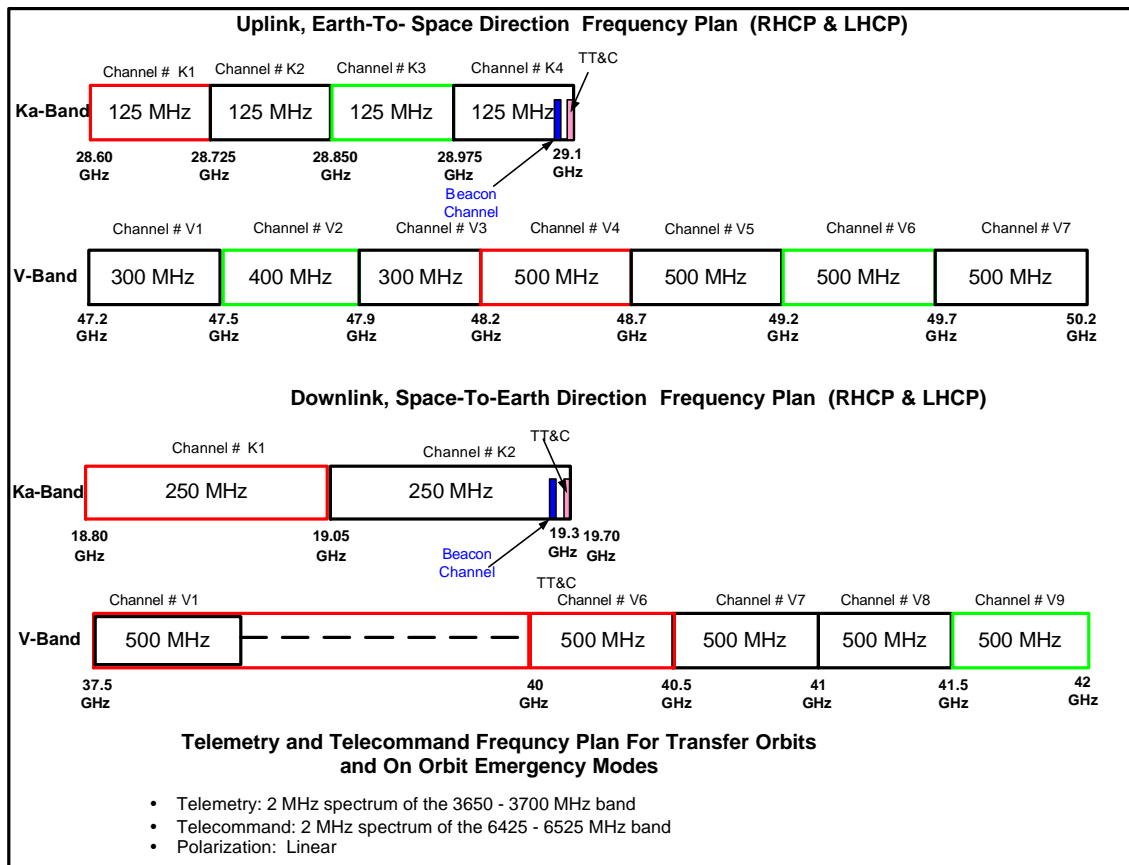 Uplink, Earth-To- Space Direction Frequency Plan (RHCP & LHCP)
Channel # K1 Channel # K2 Channel # K3 Channel # K4 TT&C
Ka-Band 125 MHz 125 MHz 125 MHz 125 MHz
28.60 GHz 28.725 GHz 28.850 GHz 28.975 GHz 29.1 GHz
Beacon Channel
Channel # V1 Channel # V2 Channel # V3 Channel # V4 Channel # V5 Channel # V6 Channel # V7
V-Band 300 MHz 400 MHz 300 MHz 500 MHz 500 MHz 500 MHz 500 MHz
47.2 GHz 47.5 GHz 47.9 GHz 48.2 GHz 48.7 GHz 49.2 GHz 49.7 GHz 50.2 GHz
Downlink, Space-To-Earth Direction Frequency Plan (RHCP & LHCP)
Channel # K1 Channel # K2 TT&C
Ka-Band 250 MHz 250 MHz
18.80 GHz 19.05 GHz 19.3 GHz 19.70 GHz
Beacon Channel
TT&C
Channel # V1 Channel # V6 Channel # V7 Channel # V8 Channel # V9
V-Band 500 MHz 500 MHz 500 MHz 500 MHz 500 MHz
37.5 GHz 40 GHz 40.5 GHz 41 GHz 41.5 GHz 42 GHz
Telemetry and Telecommand Frequncy Plan For Transfer Orbits
and On Orbit Emergency Modes
• Telemetry: 2 MHz spectrum of the 3650 - 3700 MHz band
• Telecommand: 2 MHz spectrum of the 6425 - 6525 MHz band
• Polarization: Linear